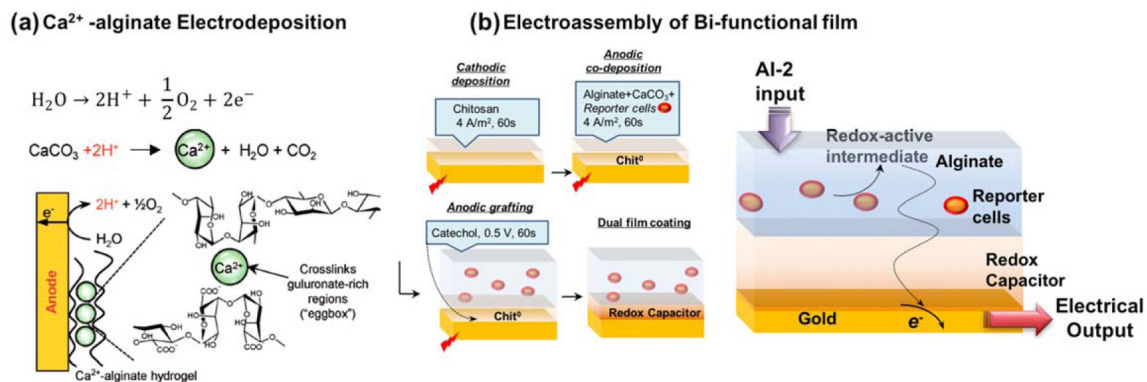 (a) Ca²⁺ -alginate Electrodeposition
H₂O → 2H⁺ + 1/2 O₂ + 2e⁻
CaCO₃ +2H⁺ → Ca²⁺ + H₂O + CO₂
e⁻
2H⁺ + ½O₂
H₂O
Anode
Ca²⁺
Crosslinks
guluronate-rich
regions
("eggbox")
Ca²⁺-alginate hydrogel
(b) Electroassembly of Bi-functional film
Cathodic
deposition
Chitosan
4 A/m², 60s
Anodic
co-deposition
Alginate+CaCO₃+
Reporter cells
4 A/m², 60s
Chit⁰
Anodic grafting
Catechol, 0.5 V, 60s
Chit⁰
Dual film coating
Redox Capacitor
AI-2
input
Redox-active
intermediate
Alginate
Reporter
cells
Redox
Capacitor
Gold
e⁻
Electrical
Output